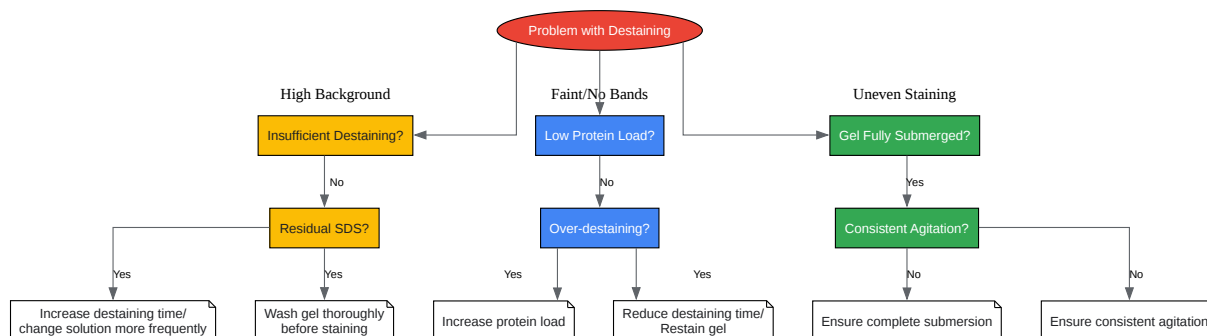 Problem with Destaining
High Background
Faint/No Bands
Uneven Staining
Insufficient Destaining?
Low Protein Load?
Gel Fully Submerged?
No
No
Yes
Residual SDS?
Over-destaining?
Consistent Agitation?
Yes
Yes
Yes
Yes
No
No
Increase destaining time/
change solution more frequently
Wash gel thoroughly
before staining
Increase protein load
Reduce destaining time/
Restain gel
Ensure complete submersion
Ensure consistent agitation